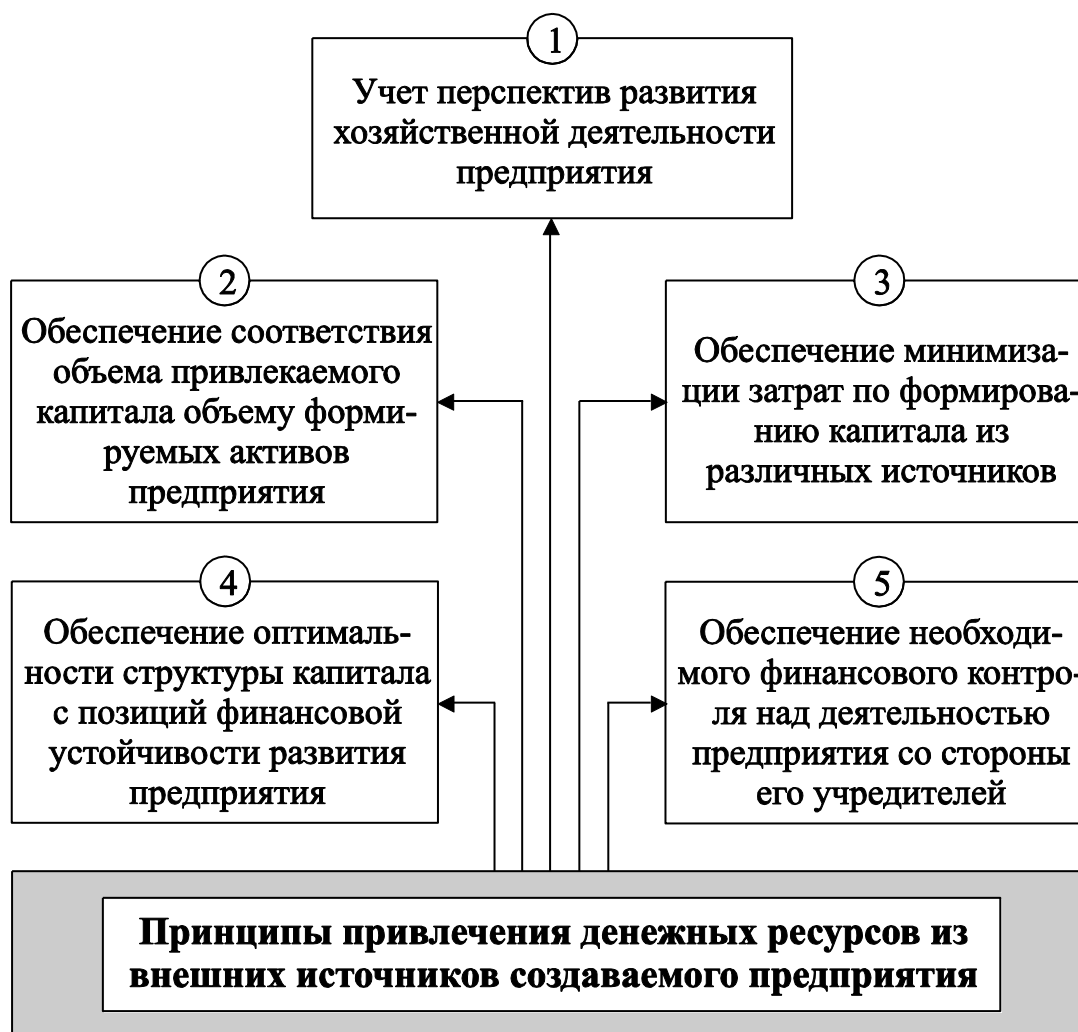 1
Учет перспектив развития
хозяйственной деятельности
предприятия
2
Обеспечение соответствия
объема привлекаемого
капитала объему форми-
руемых активов
предприятия
3
Обеспечение минимиза-
ции затрат по формирова-
нию капитала из
различных источников
4
Обеспечение оптималь-
ности структуры капитала
с позиций финансовой
устойчивости развития
предприятия
5
Обеспечение необходи-
мого финансового контро-
ля над деятельностью
предприятия со стороны
его учредителей
Принципы привлечения денежных ресурсов из
внешних источников создаваемого предприятия